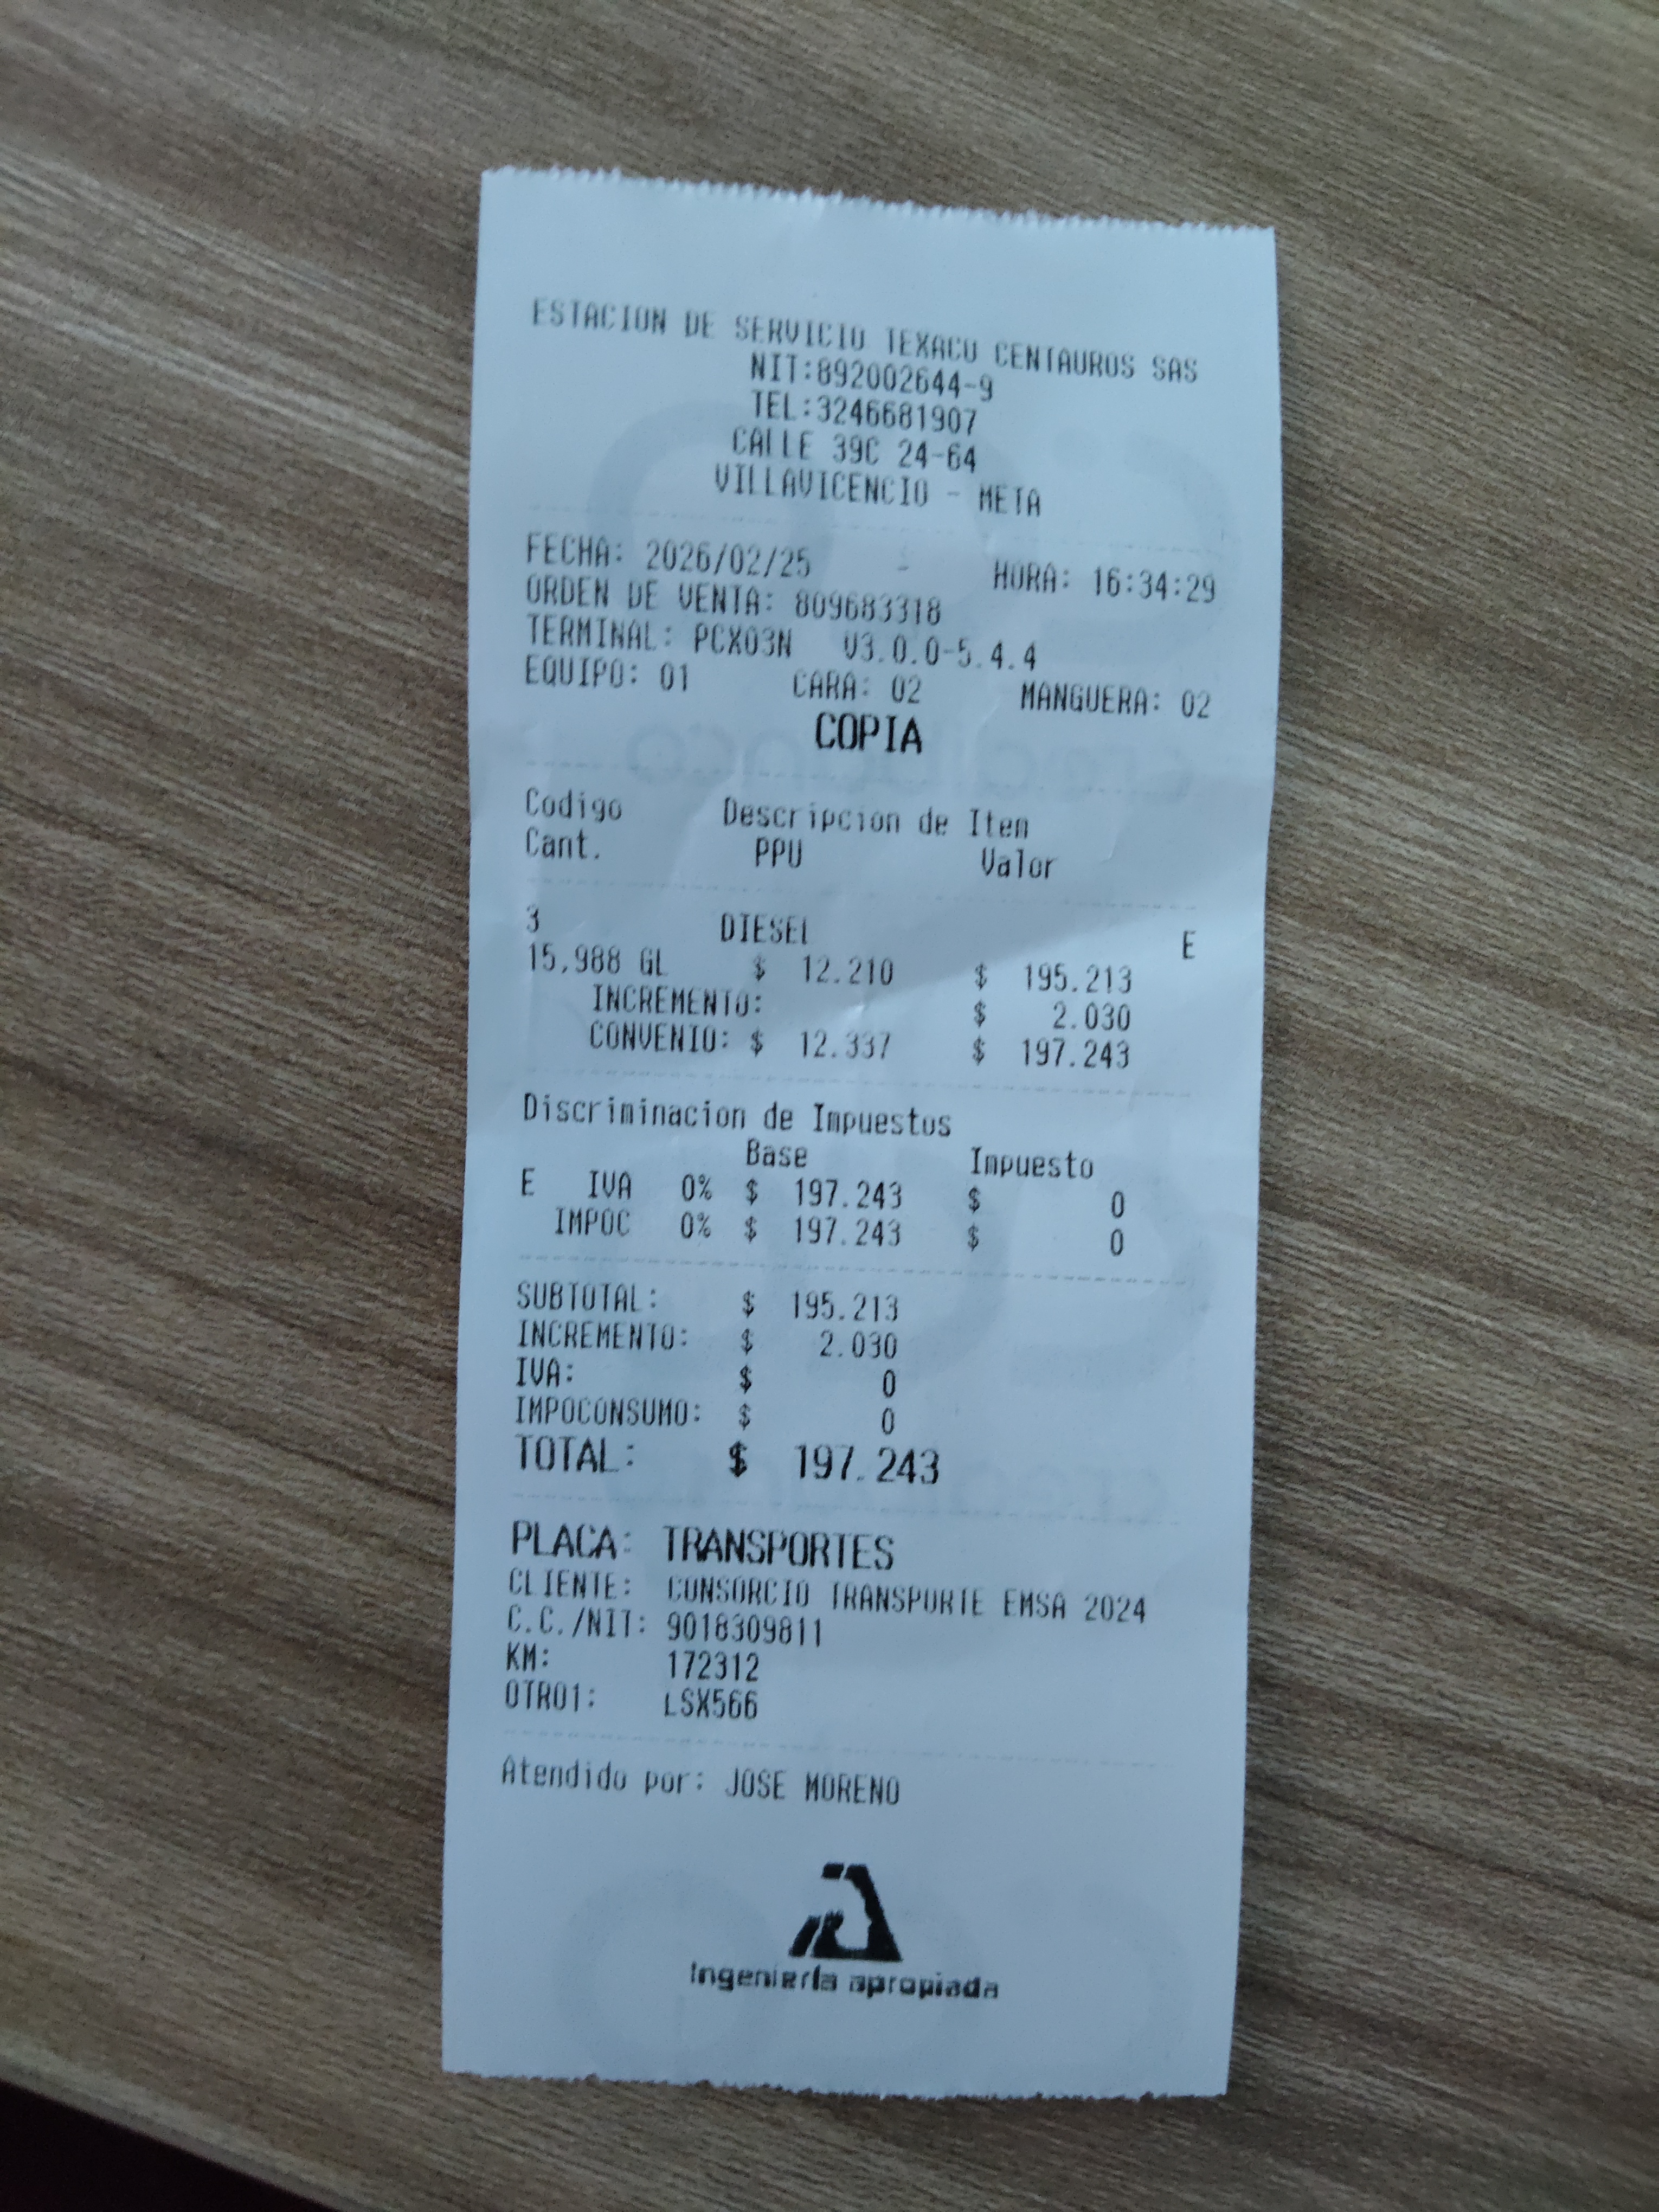 ESTACION DE SERVICIO TEXACO CENTAUROS SAS
NIT:892002644-9
TEL:3246681907
CALLE 39C 24-64
VILLAVICENCIO - META
FECHA: 2026/02/25 - HORA: 16:34:29
ORDEN DE VENTA: 809683318
TERMINAL: PCX03N V3.0.0-5.4.4
EQUIPO: 01 CARA: 02 MANGUERA: 02
COPIA
Codigo Descripcion de Item
Cant. PPU Valor
3 DIESEL E
15,988 GL $ 12.210 $ 195.213
INCREMENTO: $ 2.030
CONVENIO: $ 12.337 $ 197.243
Discriminacion de Impuestos
Base Impuesto
E IVA 0% $ 197.243 $ 0
IMPOC 0% $ 197.243 $ 0
SUBTOTAL: $ 195.213
INCREMENTO: $ 2.030
IVA: $ 0
IMPOCONSUMO: $ 0
TOTAL: $ 197.243
PLACA: TRANSPORTES
CLIENTE: CONSORCIO TRANSPORTE EMSA 2024
C.C./NIT: 9018309811
KM: 172312
OTRO1: LSX566
Atendido por: JOSE MORENO
Ingeniería apropiada